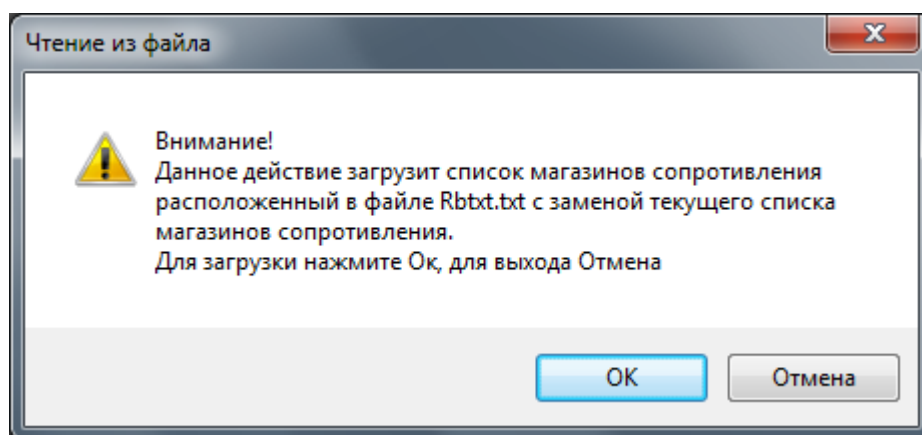 Чтение из файла
Внимание!
Данное действие загрузит список магазинов сопротивления
расположенный в файле Rbtxt.txt с заменой текущего списка
магазинов сопротивления.
Для загрузки нажмите Ок, для выхода Отмена
OK
Отмена